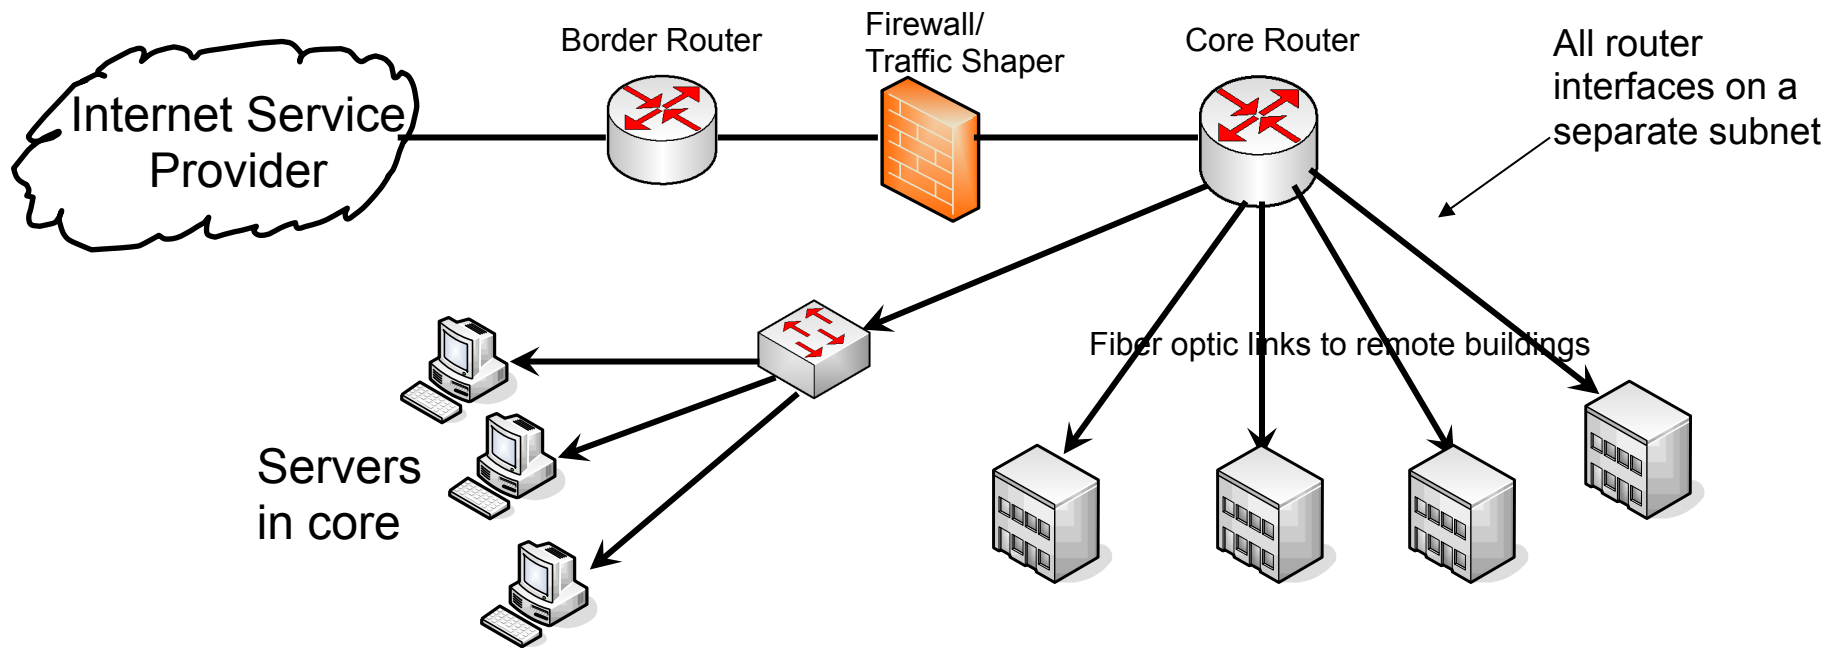 Internet Service
Provider
Border Router
Firewall/
Traffic Shaper
Core Router
All router
interfaces on a
separate subnet
Fiber optic links to remote buildings
Servers
in core